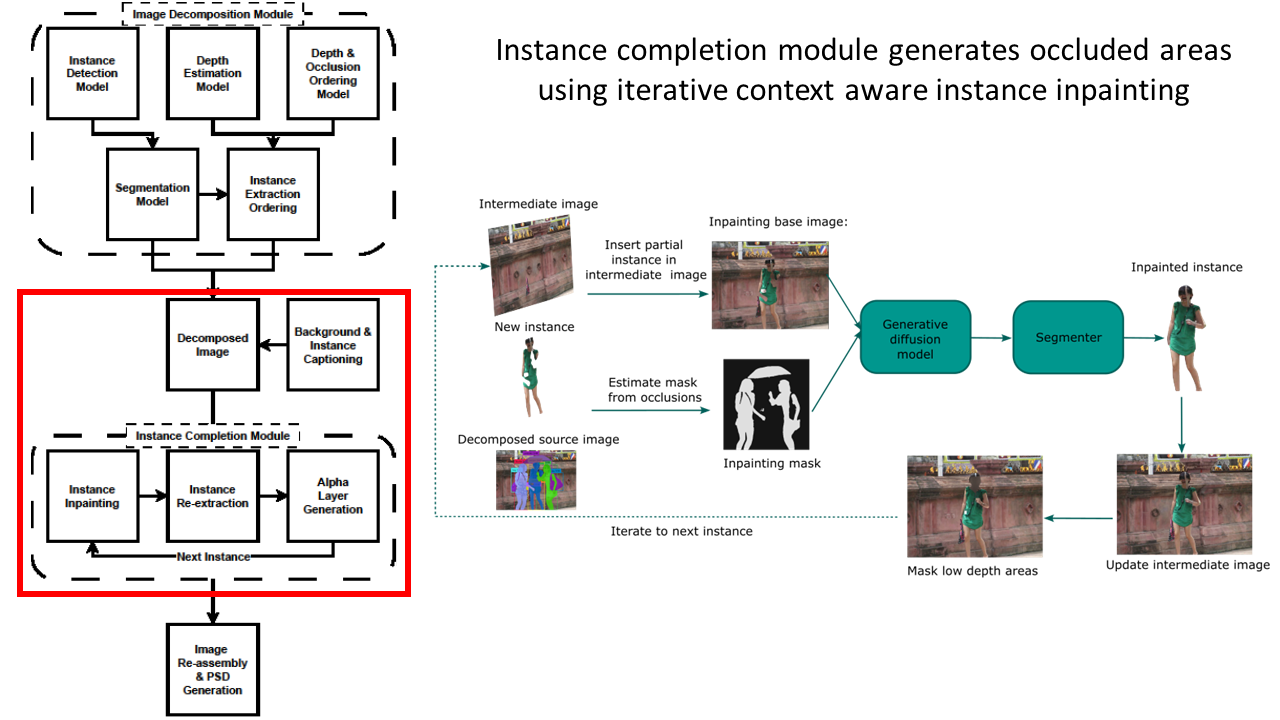 Image Decomposition Module
Instance
Detection
Model
Depth
Estimation
Model
Depth &
Occlusion
Ordering
Model
Segmentation
Model
Instance
Extraction
Ordering
Decomposed
Image
Background &
Instance
Captioning
Instance Completion Module
Instance
Inpainting
Instance
Re-extraction
Alpha
Layer
Generation
Next Instance
Image
Re-assembly
& PSD
Generation
Instance completion module generates occluded areas
using iterative context aware instance inpainting
Intermediate image
Insert partial
instance in
intermediate image
Inpainting base image:
New instance
Estimate mask
from occlusions
Decomposed source image
Inpainting mask
Generative
diffusion
model
Segmenter
Inpainted instance
Update intermediate image
Mask low depth areas
Iterate to next instance